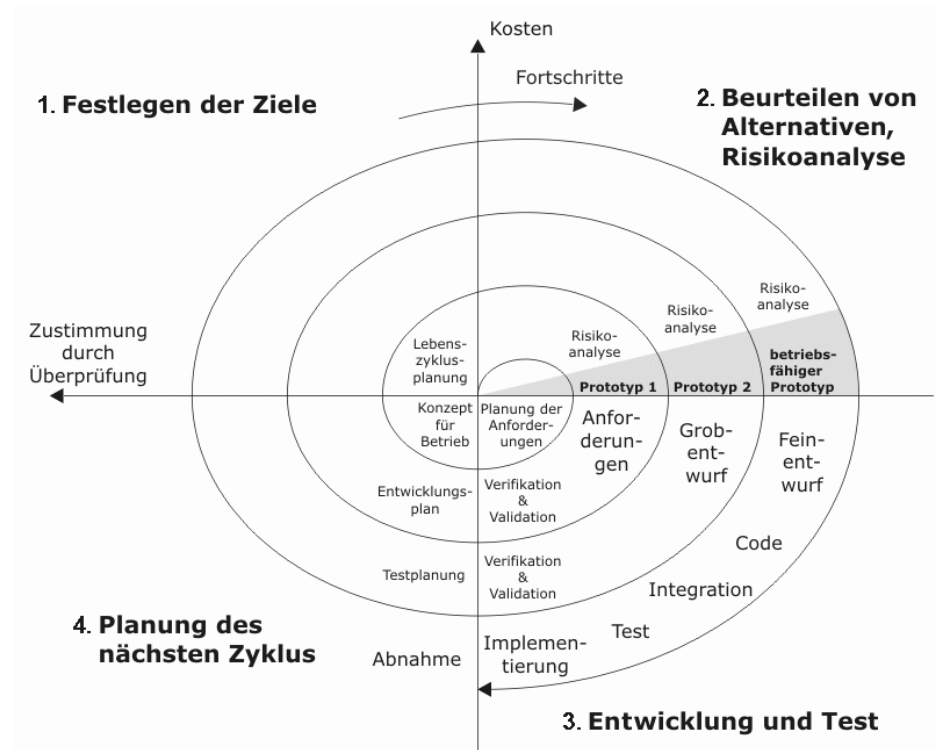 Kosten
Fortschritte
1. Festlegen der Ziele
2. Beurteilen von
Alternativen,
Risikoanalyse
Zustimmung
durch
Überprüfung)
Lebens-
zyklus-
planung
Risiko-
analyse
Risiko-
analyse
Risiko-
analyse
Prototyp 1
Prototyp 2
betriebs-
fähiger
Prototyp
Konzept
für
Betrieb
Planung der
Anforder-
ungen
Anfor-
derun-
gen
Grob-
ent-
wurf
Fein-
ent-
wurf
Entwicklungs-
plan
Verifikation
&
Validation
Code
Testplanung
Verifikation
&
Validation
Integration
Test
4. Planung des
nächsten Zyklus
Abnahme
Implemen-
tierung
3. Entwicklung und Test